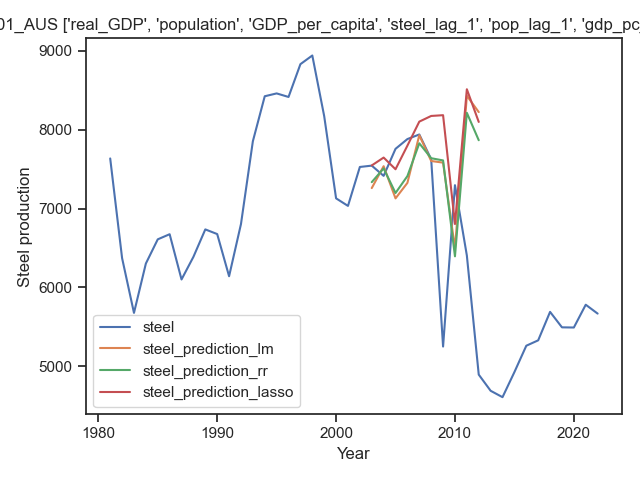 01_AUS ['real_GDP', 'population', 'GDP_per_capita', 'steel_lag_1', 'pop_lag_1', 'gdp_pc_
9000
8000
7000
6000
5000
Steel production
steel
steel_prediction_lm
steel_prediction_rr
steel_prediction_lasso
1980
1990
2000
2010
2020
Year